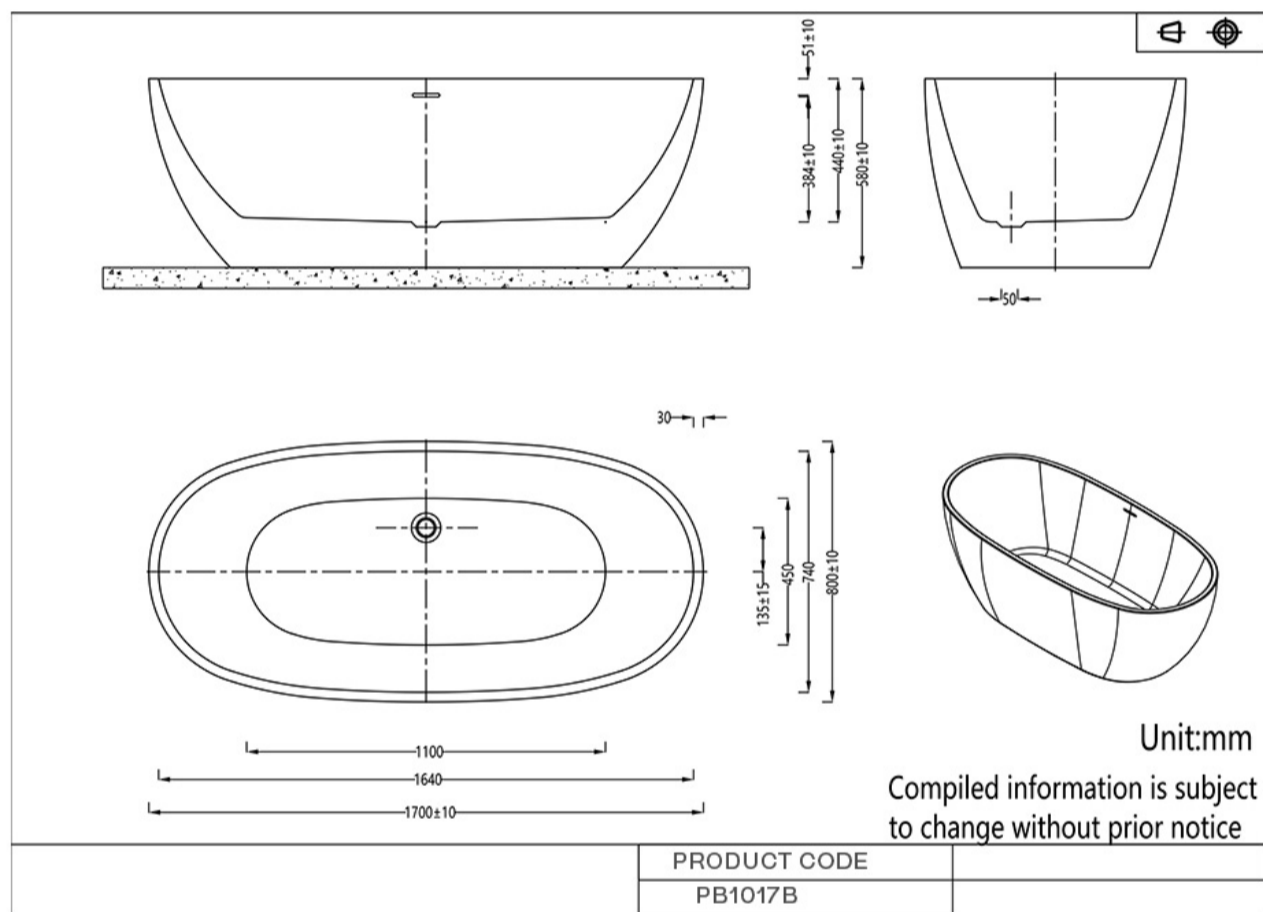 51±10
384±10
440±10
580±10
50
30
135±15
450
740
800±10
1100
1640
1700±10
Unit:mm
Compiled information is subject
to change without prior notice
PRODUCT CODE
PB1017B